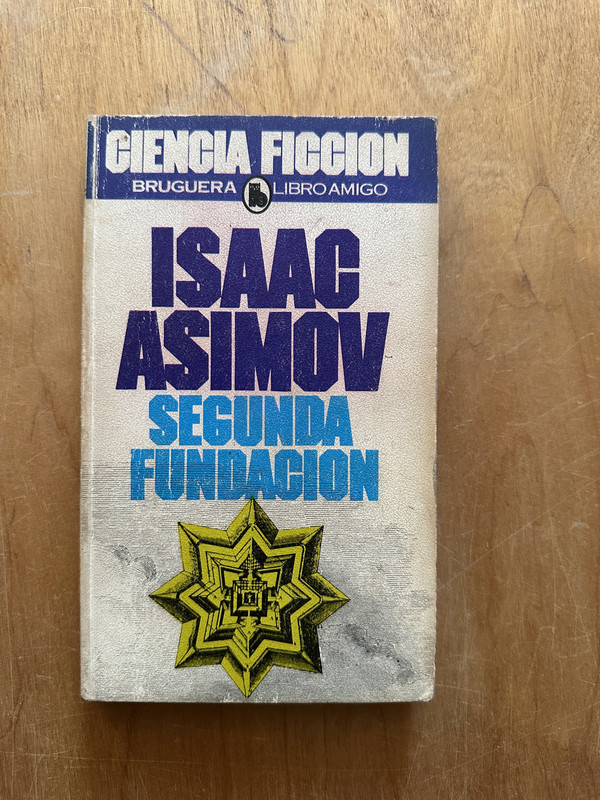 CIENCIA FICCION
BRUGUERA LIBRO AMIGO
ISAAC
ASIMOV
SEGUNDA
FUNDACION